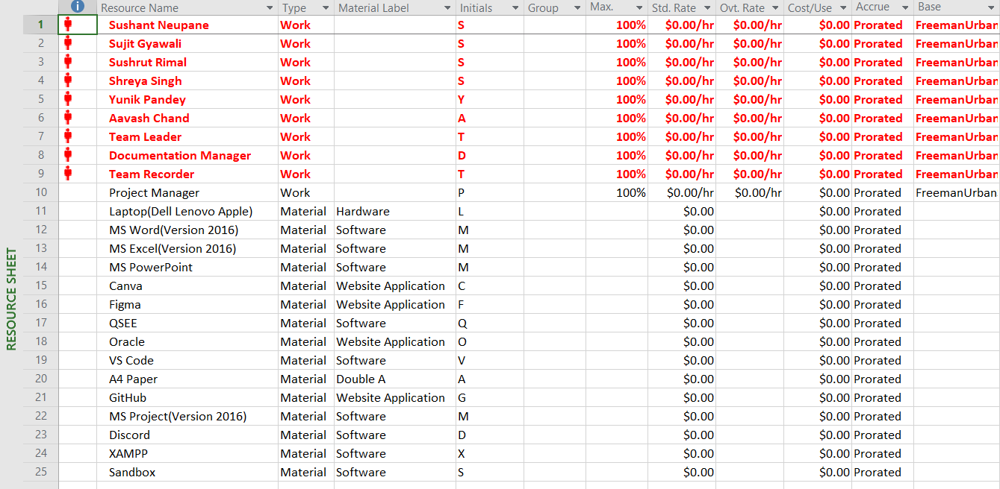 Resource Name Type Material Label Initials Group Max. Std. Rate Ovt. Rate Cost/Use Accrue Base
1 Sushant Neupane Work S 100% $0.00/hr $0.00/hr $0.00 Prorated FreemanUrban
2 Sujit Gyawali Work S 100% $0.00/hr $0.00/hr $0.00 Prorated FreemanUrban
3 Sushrut Rimal Work S 100% $0.00/hr $0.00/hr $0.00 Prorated FreemanUrban
4 Shreya Singh Work S 100% $0.00/hr $0.00/hr $0.00 Prorated FreemanUrban
5 Yunik Pandey Work Y 100% $0.00/hr $0.00/hr $0.00 Prorated FreemanUrban
6 Aavash Chand Work A 100% $0.00/hr $0.00/hr $0.00 Prorated FreemanUrban
7 Team Leader Work T 100% $0.00/hr $0.00/hr $0.00 Prorated FreemanUrban
8 Documentation Manager Work D 100% $0.00/hr $0.00/hr $0.00 Prorated FreemanUrban
9 Team Recorder Work T 100% $0.00/hr $0.00/hr $0.00 Prorated FreemanUrban
10 Project Manager Work P 100% $0.00/hr $0.00/hr $0.00 Prorated FreemanUrban
11 Laptop(Dell Lenovo Apple) Material Hardware L $0.00 $0.00 Prorated
12 MS Word(Version 2016) Material Software M $0.00 $0.00 Prorated
13 MS Excel(Version 2016) Material Software M $0.00 $0.00 Prorated
14 MS PowerPoint Material Software M $0.00 $0.00 Prorated
15 Canva Material Website Application C $0.00 $0.00 Prorated
16 Figma Material Website Application F $0.00 $0.00 Prorated
17 QSEE Material Software Q $0.00 $0.00 Prorated
18 Oracle Material Website Application O $0.00 $0.00 Prorated
19 VS Code Material Software V $0.00 $0.00 Prorated
20 A4 Paper Material Double A A $0.00 $0.00 Prorated
21 GitHub Material Website Application G $0.00 $0.00 Prorated
22 MS Project(Version 2016) Material Software M $0.00 $0.00 Prorated
23 Discord Material Software D $0.00 $0.00 Prorated
24 XAMPP Material Software X $0.00 $0.00 Prorated
25 Sandbox Material Software S $0.00 $0.00 Prorated
RESOURCE SHEET